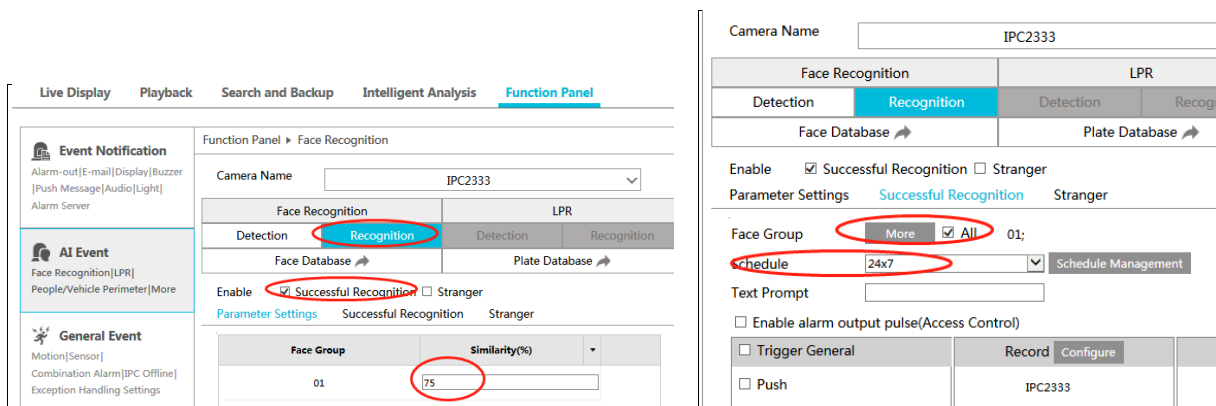 Live Display Playback Search and Backup Intelligent Analysis Function Panel
Event Notification
Alarm-out|E-mail|Display|Buzzer
|Push Message|Audio|Light|
Alarm Server
AI Event
Face Recognition|LPR|
People/Vehicle Perimeter|More
General Event
Motion|Sensor|
Combination Alarm|IPC Offline|
Exception Handling Settings
Function Panel Face Recognition
Camera Name IPC2333
Face Recognition LPR
Detection Recognition Detection Recognition
Face Database Plate Database
Enable Successful Recognition Stranger
Parameter Settings Successful Recognition Stranger
Face Group Similarity(%)
01 75
Camera Name IPC2333
Face Recognition LPR
Detection Recognition Detection Recog
Face Database Plate Database
Enable Successful Recognition Stranger
Parameter Settings Successful Recognition Stranger
Face Group More All 01;
Schedule 24x7 Schedule Management
Text Prompt
Enable alarm output pulse(Access Control)
Trigger General Record Configure
Push IPC2333